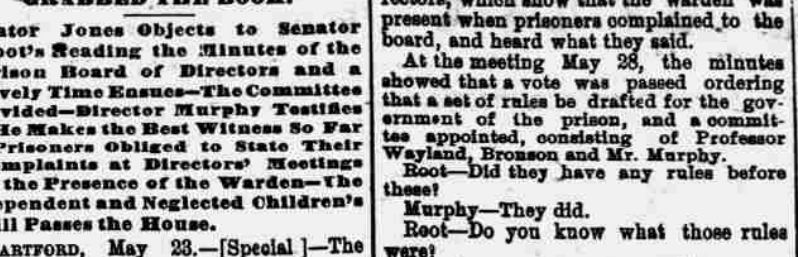 GRABBED THE BOOK.
ator Jones Objects to Senator
oot's Reading the Minutes of the
ison Board of Directors and a
vely Time Ensues—The Committee
vided—Director Murphy Testifies
He Makes the Best Witness So Far
Prisoners Obliged to State Their
mplaints at Directors' Meetings
the Presence of the Warden—The
ependent and Neglected Children's
ill Passes the House.
ARTFORD, May 23.—[Special]—The
rectors, which show that the warden was
present when prisoners complained to the
board, and heard what they said.
At the meeting May 28, the minutes
showed that a vote was passed ordering
that a set of rules be drafted for the gov-
ernment of the prison, and a commit-
tee appointed, consisting of Professor
Wayland, Bronson and Mr. Murphy.
Root—Did they have any rules before
these?
Murphy—They did.
Root—Do you know what those rules
were?